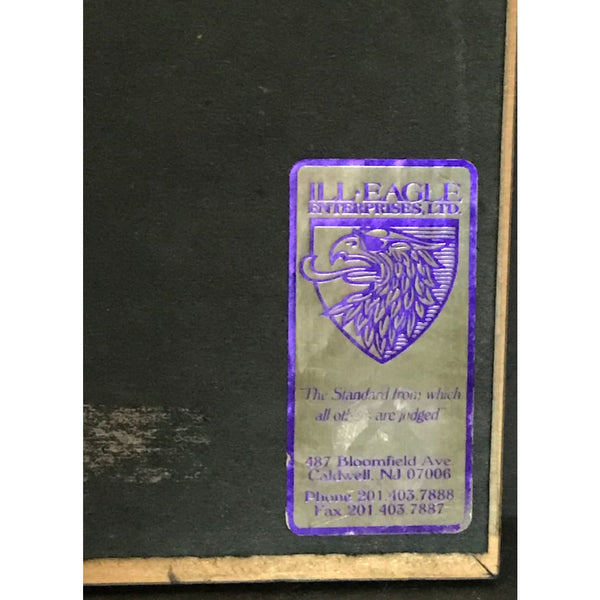 ILL-EAGLE
ENTERPRISES, LTD.
"The Standard from which
all others are judged"
487 Bloomfield Ave.
Caldwell, NJ 07006
Phone 201.403.7888
Fax 201.403.7887